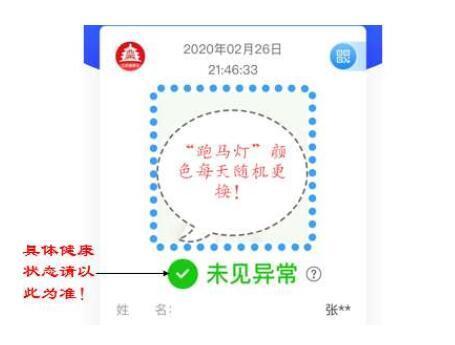 2020年02月26日
21:46:33
“跑马灯”颜
色每天随机更
换！
具体健康
状态请以
此为准！
未见异常 ?
姓 名： 张**